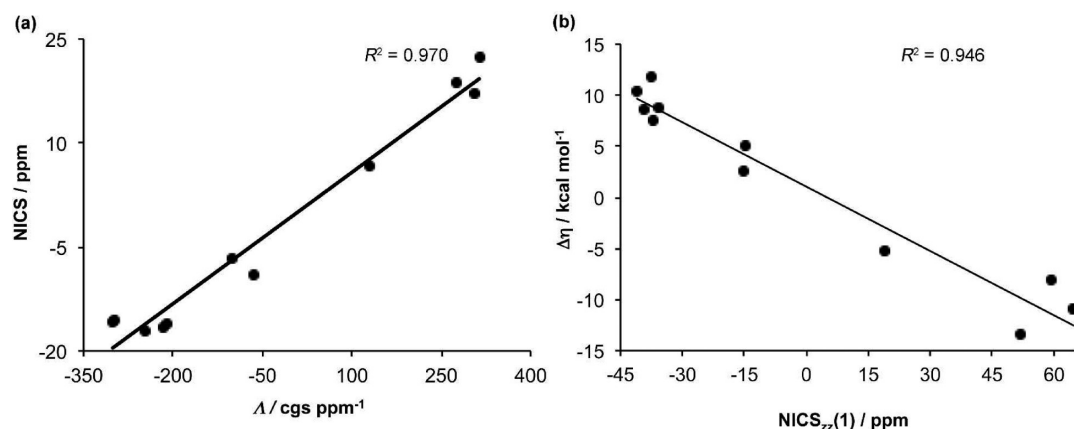 (a)
25
R² = 0.970
10
-5
-20
NICS / ppm
-350 -200 -50 100 250 400
Λ / cgs ppm⁻¹
(b)
15
R² = 0.946
10
5
0
-5
-10
-15
Δη / kcal mol⁻¹
-45 -30 -15 0 15 30 45 60
NICSzz(1) / ppm